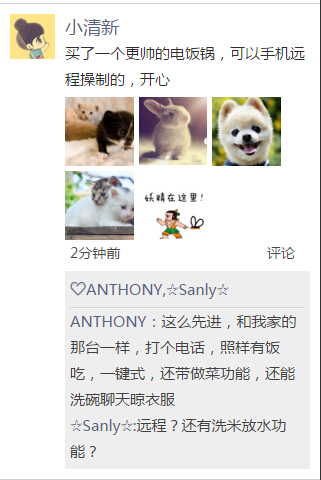 小清新
买了一个更帅的电饭锅，可以手机远
程操制的，开心
妖精在这里！
2分钟前 评论
♡ANTHONY,☆Sanly☆
ANTHONY：这么先进，和我家的
那台一样，打个电话，照样有饭
吃，一键式，还带做菜功能，还能
洗碗聊天晾衣服
☆Sanly☆:远程？还有洗米放水功
能？